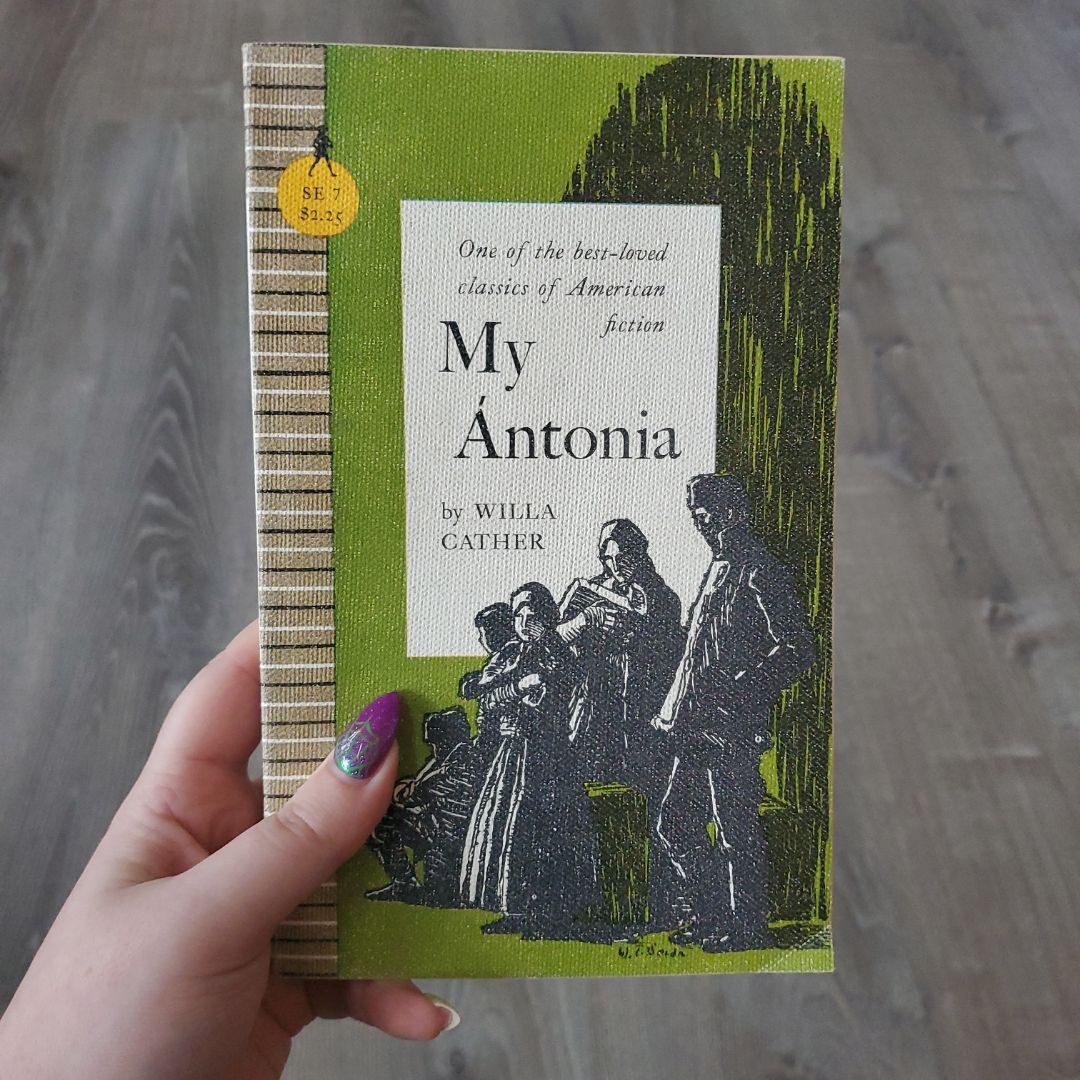 SE 7
$2.25
One of the best-loved
classics of American
fiction
My
Ántonia
by WILLA
CATHER